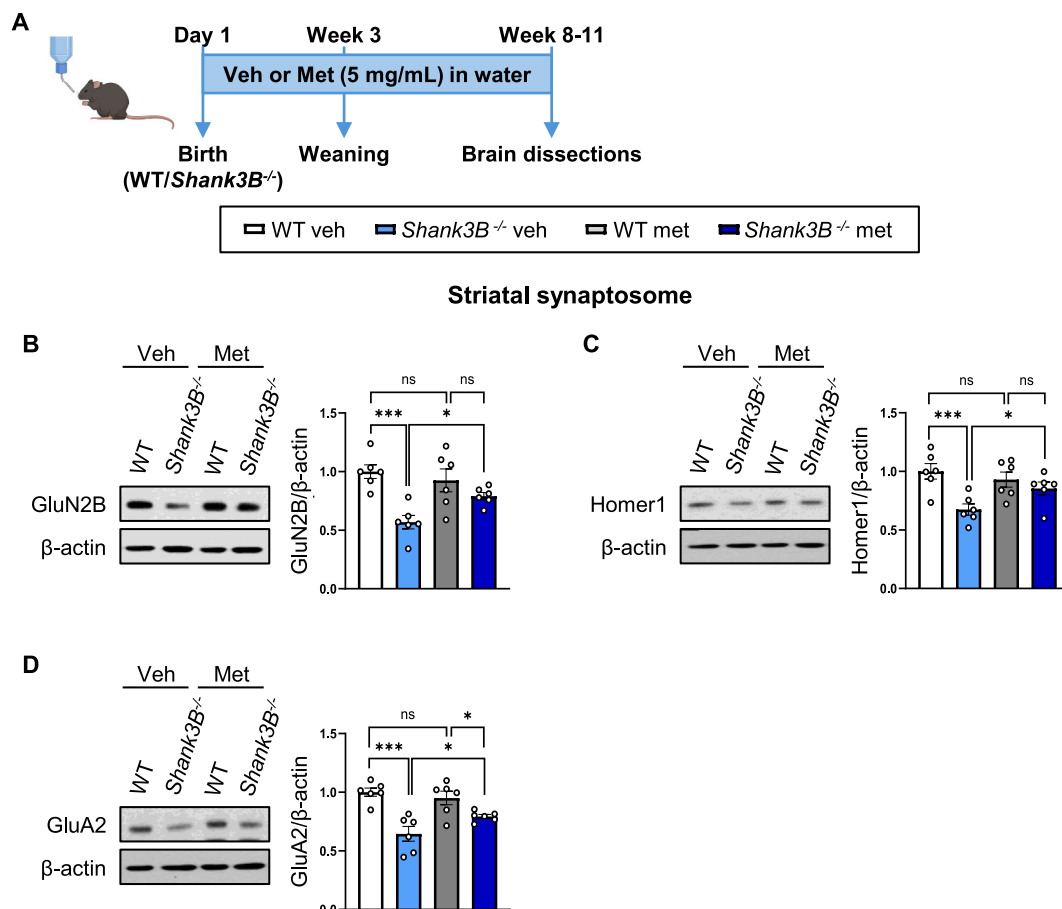 A
Day 1 Week 3 Week 8-11
Veh or Met (5 mg/mL) in water
Birth Weaning Brain dissections
(WT/Shank3B-/-)
WT veh Shank3B -/- veh WT met Shank3B -/- met
Striatal synaptosome
B
Veh Met
WT Shank3B-/- WT Shank3B-/-
GluN2B
β-actin
ns ns
*** *
GluN2B/β-actin
1.5
1.0
0.5
0.0
C
Veh Met
WT Shank3B-/- WT Shank3B-/-
Homer1
β-actin
ns ns
*** *
Homer1/β-actin
1.5
1.0
0.5
0.0
D
Veh Met
WT Shank3B-/- WT Shank3B-/-
GluA2
β-actin
ns *
*** *
GluA2/β-actin
1.5
1.0
0.5